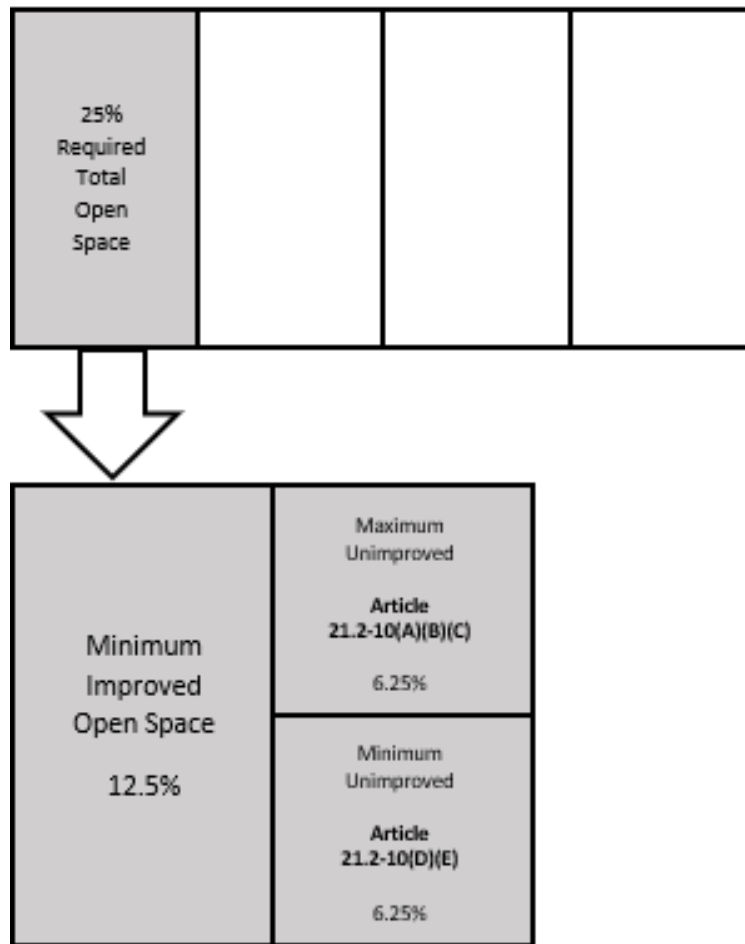 25%
Required
Total
Open
Space
Minimum
Improved
Open Space
12.5%
Maximum
Unimproved
Article
21.2-10(A)(B)(C)
6.25%
Minimum
Unimproved
Article
21.2-10(D)(E)
6.25%